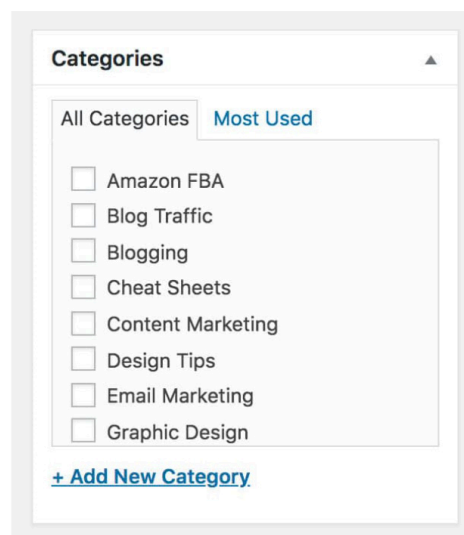 Categories
All Categories Most Used
Amazon FBA
Blog Traffic
Blogging
Cheat Sheets
Content Marketing
Design Tips
Email Marketing
Graphic Design
+ Add New Category